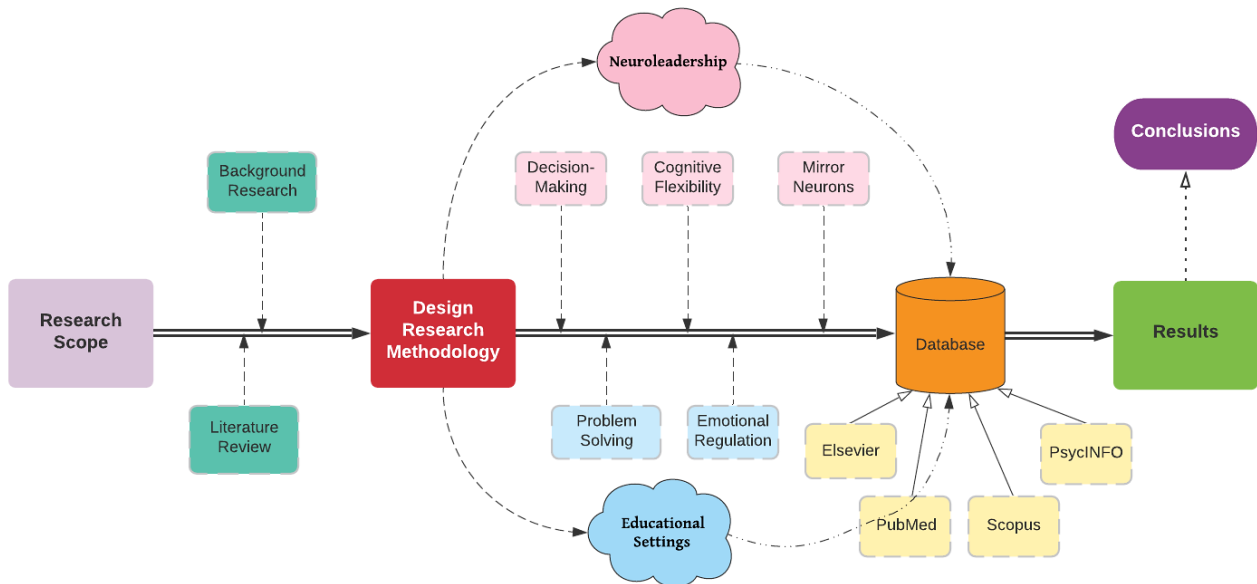 Neuroleadership
Conclusions
Background
Research
Decision-
Making
Cognitive
Flexibility
Mirror
Neurons
Research
Scope
Design
Research
Methodology
Database
Results
Literature
Review
Problem
Solving
Emotional
Regulation
Elsevier
PsycINFO
PubMed
Scopus
Educational
Settings